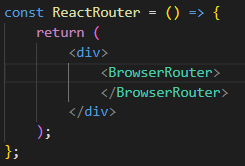 const ReactRouter = () => {
    return (
        <div>
            <BrowserRouter>
            </BrowserRouter>
        </div>
    );
};